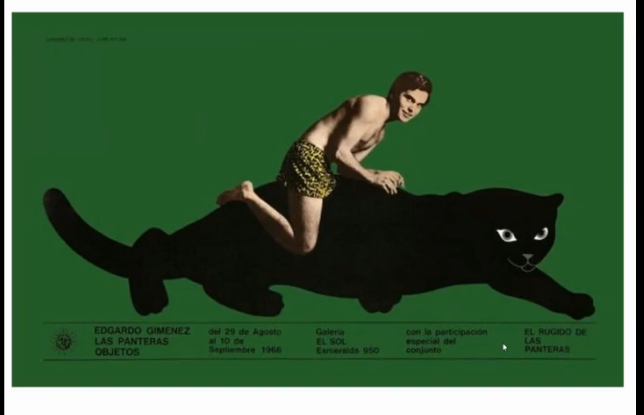 EDGARDO GIMENEZ
LAS PANTERAS
OBJETOS
del 29 de Agosto
al 10 de
Septiembre 1966
Galería
EL SOL
Esmeralda 950
con la participación
especial del
conjunto
EL RUGIDO DE
LAS
PANTERAS